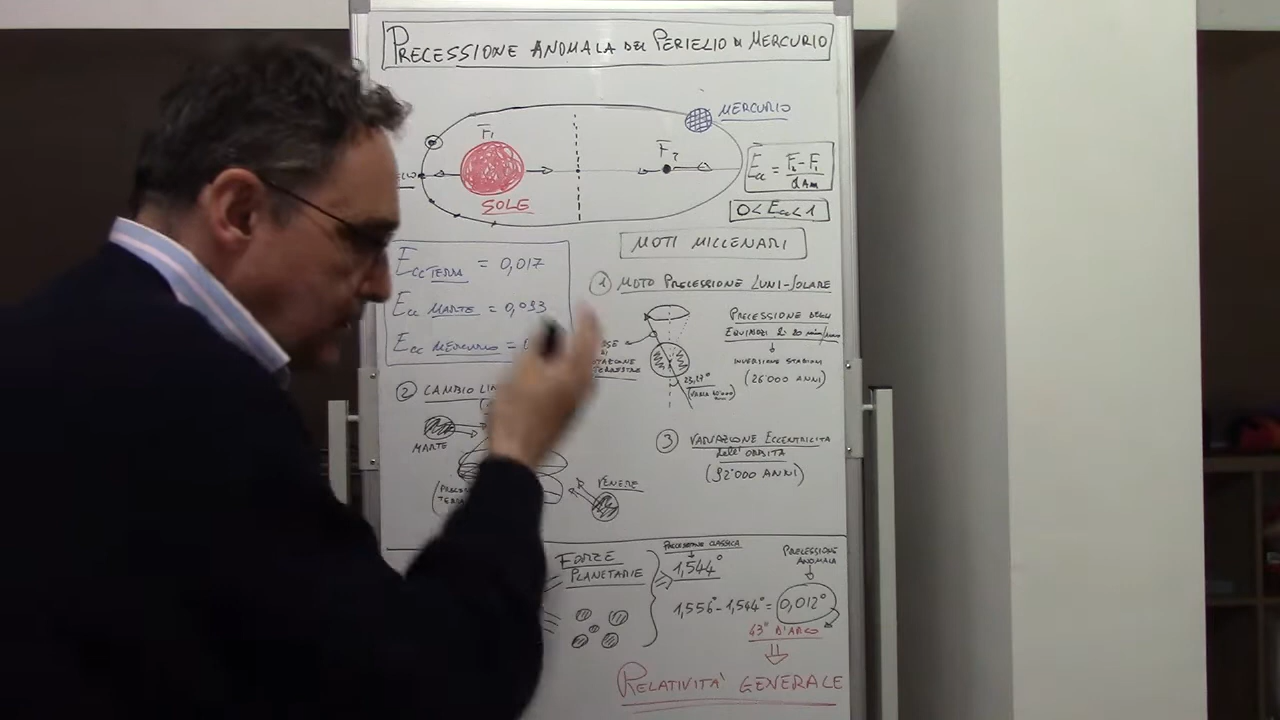 PRECESSIONE ANOMALA DEL PERIELIO DI MERCURIO
MERCURIO
F1
F2
SOLE
Ecc = F2 - F1
dAM
0 < Ecc < 1
MOTI MILLENARI
Ecc TERRA = 0,017
Ecc MARTE = 0,093
Ecc MERCURIO =
① MOTO PRECESSIONE LUNI-SOLARE
PRECESSIONE DEGLI
EQUINOZI
INVERSIONE STAGIONI
(26'000 ANNI)
TERRESTRE
23,27°
② CAMBIO
MARTE
VENERE
③ VARIAZIONE ECCENTRICITÀ
dell'ORBITA
(92'000 ANNI)
FORZE
PLANETARIE
PRECESSIONE CLASSICA
1,544°
1,556° - 1,544° = 0,012°
PRECESSIONE
ANOMALA
43" D'ARCO
RELATIVITÀ GENERALE